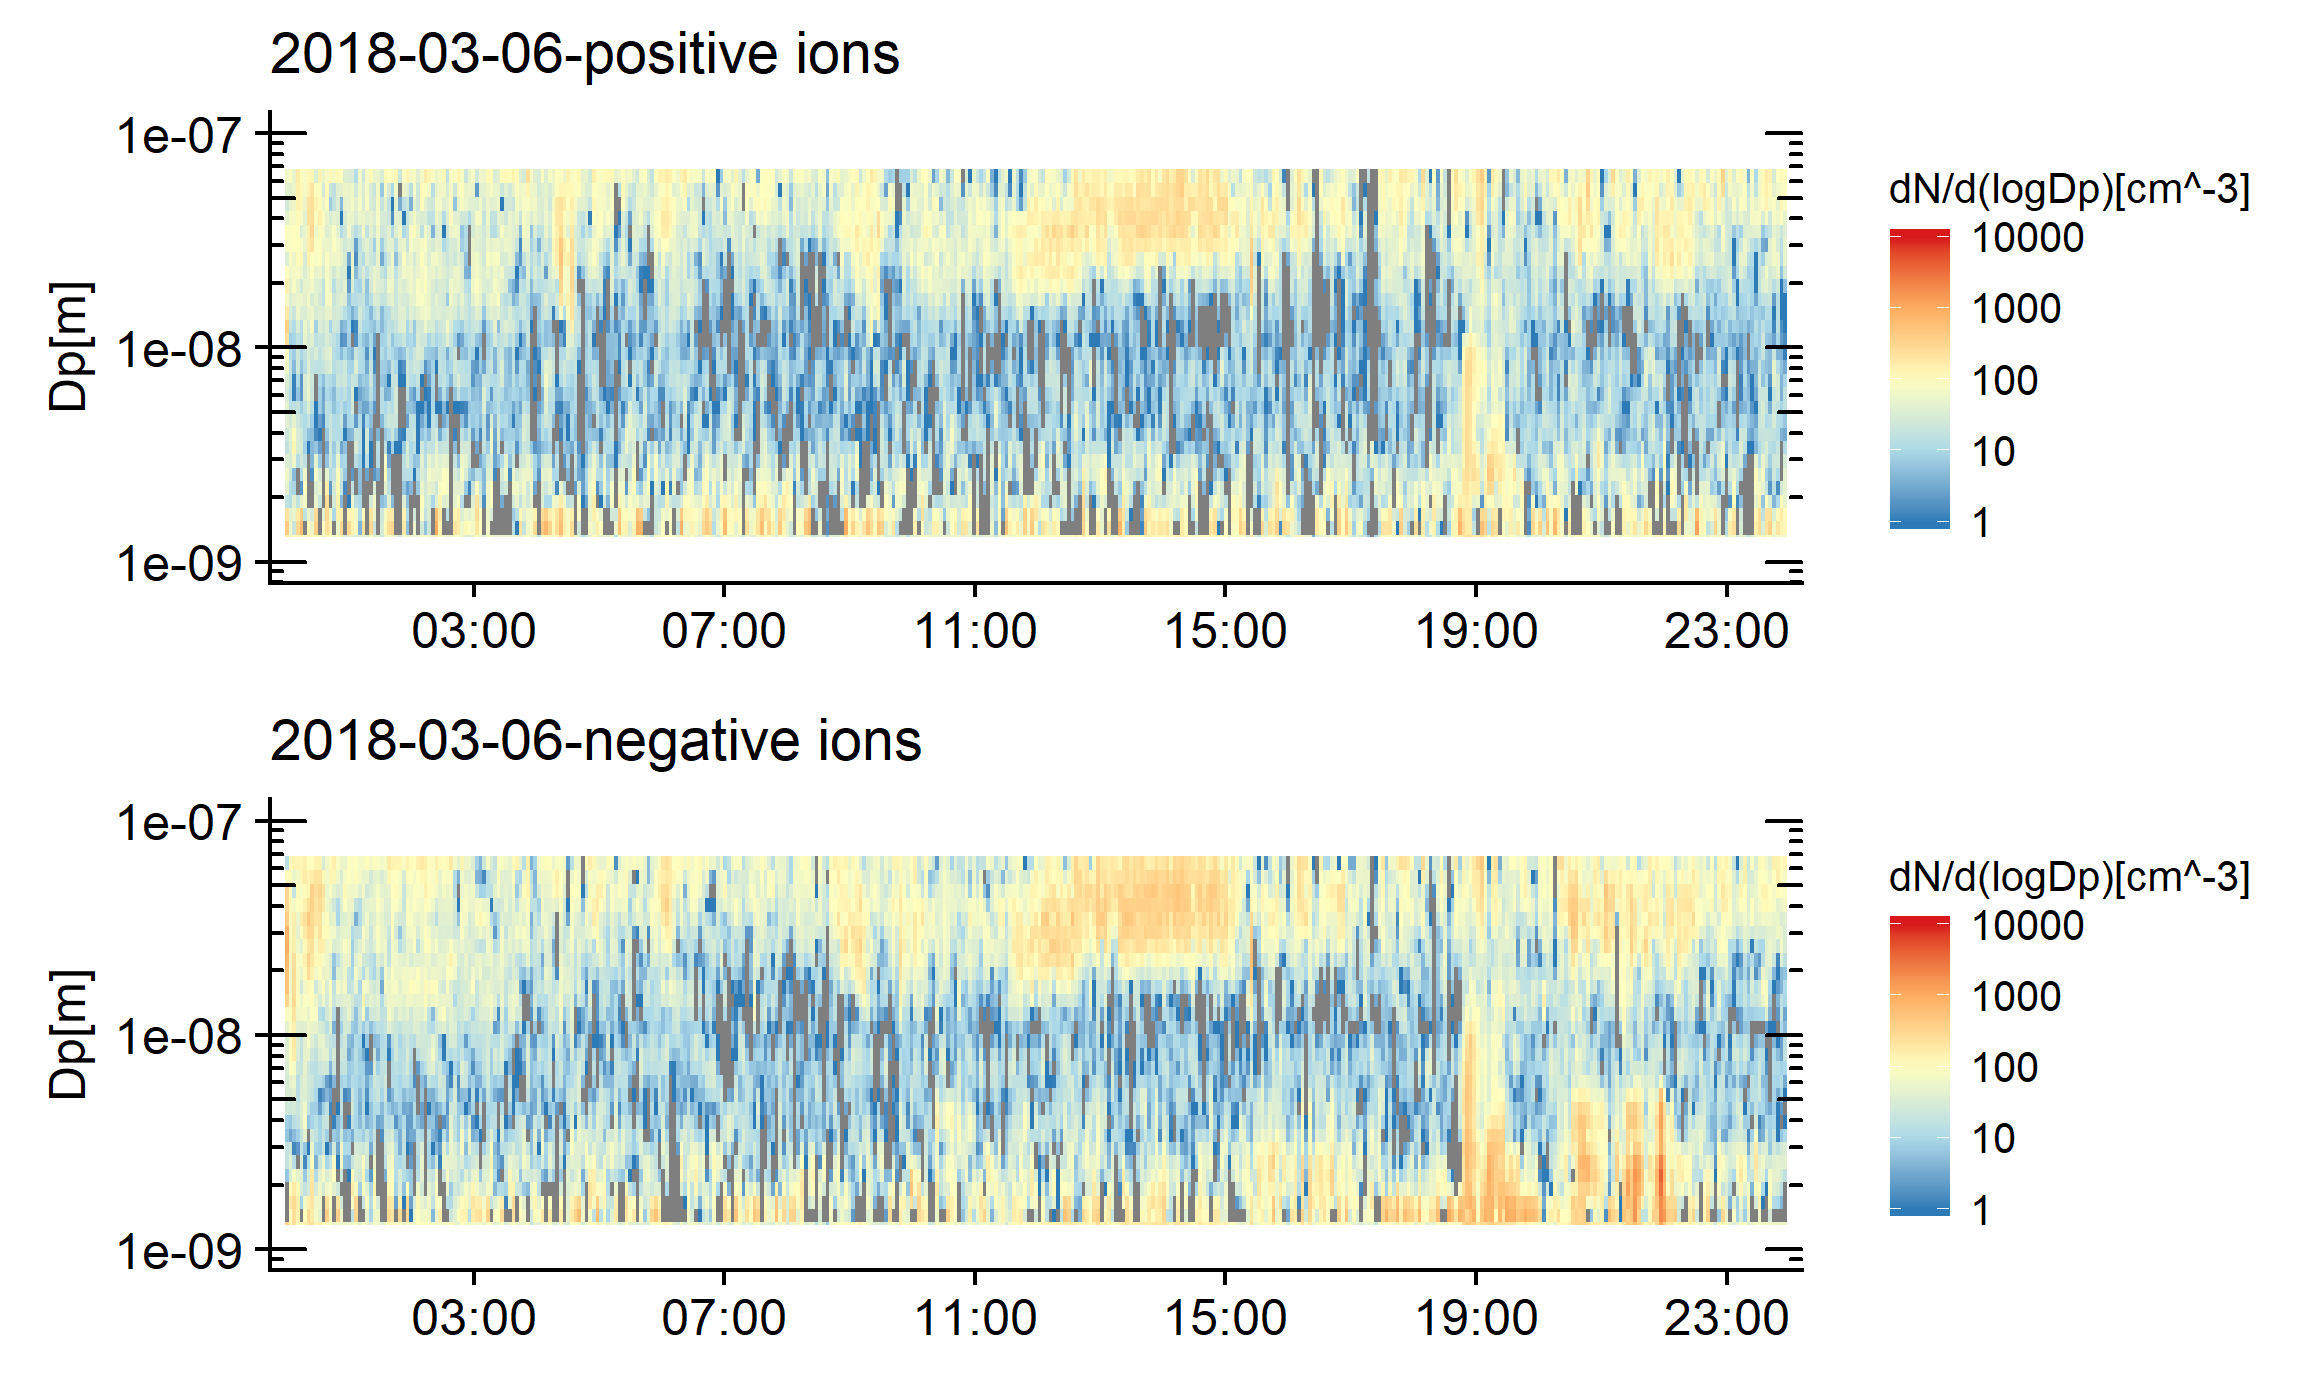 2018-03-06-positive ions
1e-07
1e-08
1e-09
Dp[m]
03:00 07:00 11:00 15:00 19:00 23:00
dN/d(logDp)[cm^-3]
10000
1000
100
10
1
2018-03-06-negative ions
1e-07
1e-08
1e-09
Dp[m]
03:00 07:00 11:00 15:00 19:00 23:00
dN/d(logDp)[cm^-3]
10000
1000
100
10
1